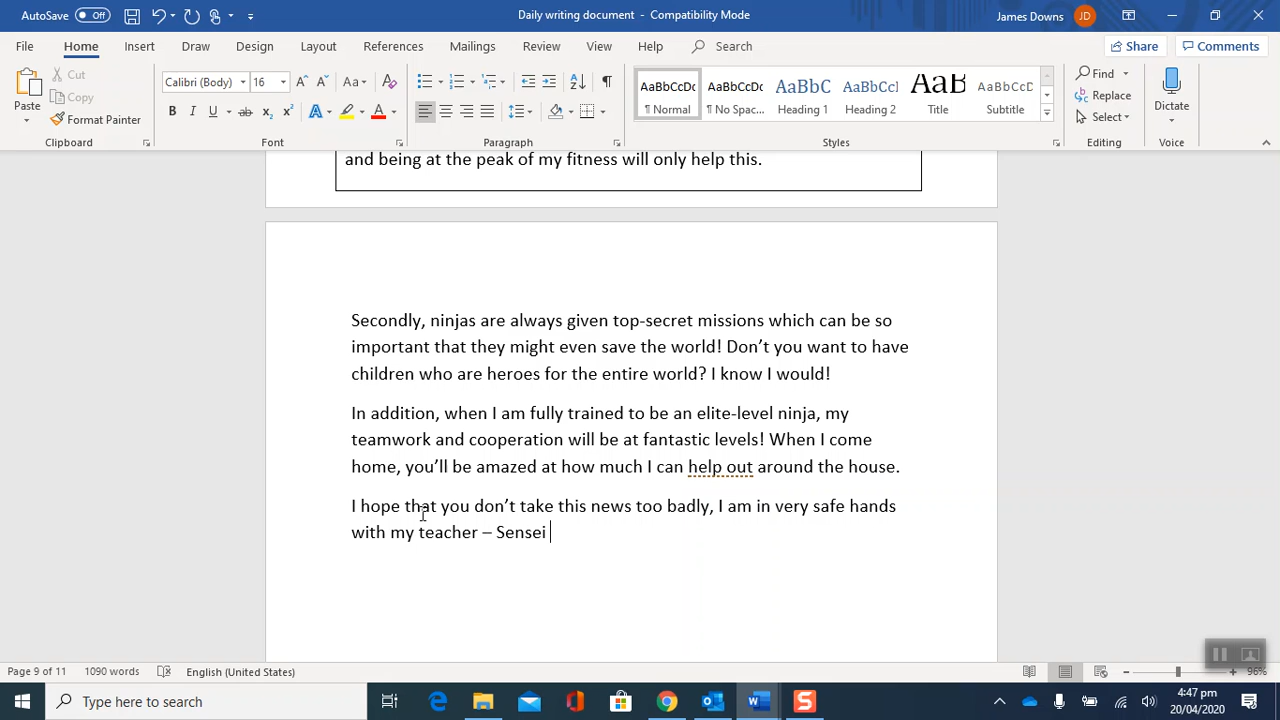 AutoSave Off Daily writing document - Compatibility Mode James Downs JD
File Home Insert Draw Design Layout References Mailings Review View Help Search Share Comments
Paste Cut Copy Format Painter
Clipboard
Calibri (Body) 16
Font
Paragraph
AaBbCcDc AaBbCcDc AaBbC AaBbCcl AaB AaBbCcD
¶ Normal ¶ No Spac... Heading 1 Heading 2 Title Subtitle
Styles
Find
Replace
Select
Editing
Dictate
Voice
and being at the peak of my fitness will only help this.
Secondly, ninjas are always given top-secret missions which can be so
important that they might even save the world! Don’t you want to have
children who are heroes for the entire world? I know I would!
In addition, when I am fully trained to be an elite-level ninja, my
teamwork and cooperation will be at fantastic levels! When I come
home, you’ll be amazed at how much I can help out around the house.
I hope that you don’t take this news too badly, I am in very safe hands
with my teacher – Sensei
Page 9 of 11 1090 words English (United States) 96%
Type here to search
4:47 pm
20/04/2020